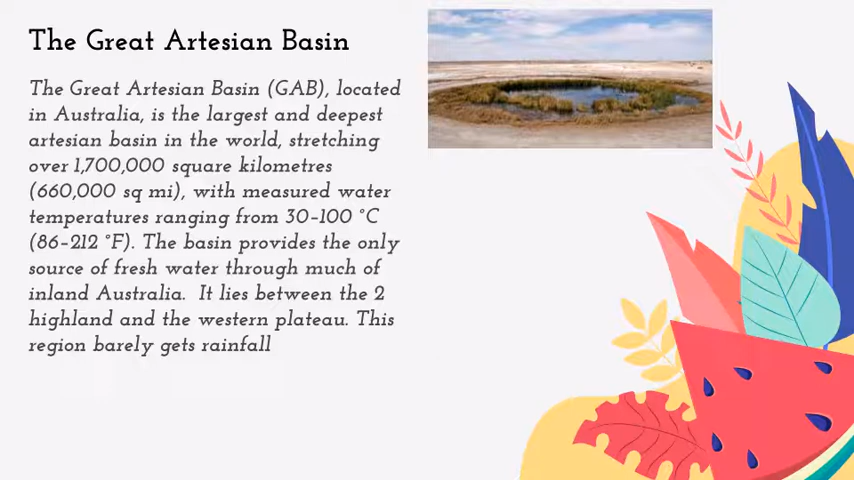 The Great Artesian Basin
The Great Artesian Basin (GAB), located
in Australia, is the largest and deepest
artesian basin in the world, stretching
over 1,700,000 square kilometres
(660,000 sq mi), with measured water
temperatures ranging from 30–100 °C
(86–212 °F). The basin provides the only
source of fresh water through much of
inland Australia.  It lies between the 2
highland and the western plateau. This
region barely gets rainfall